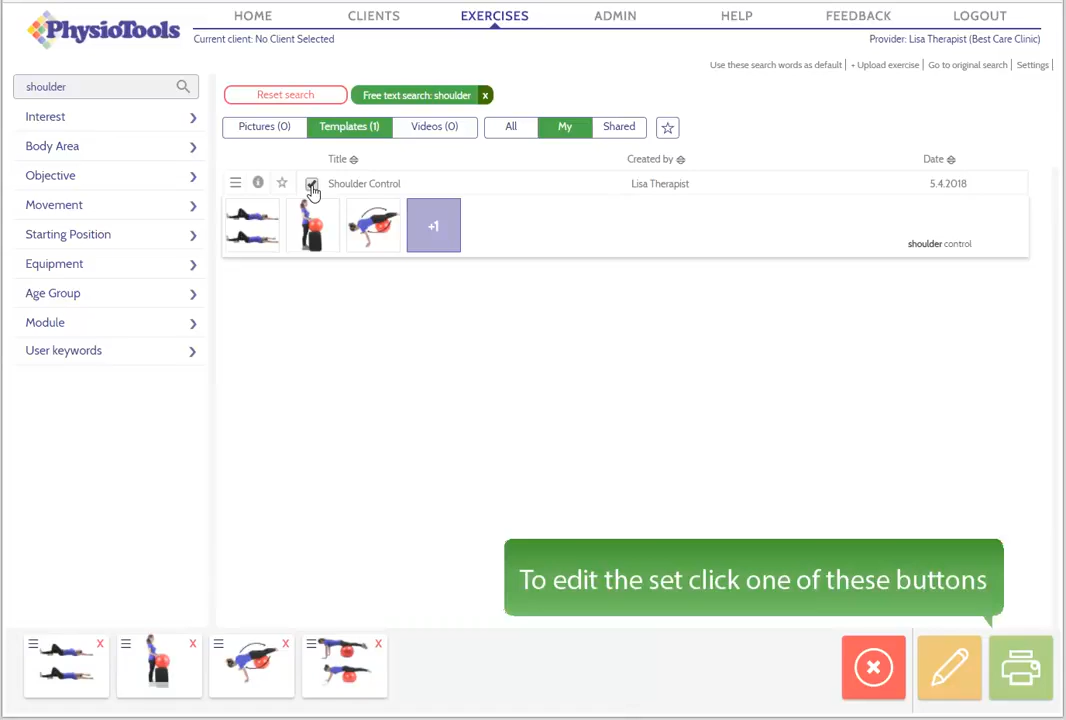 PhysioTools
HOME
CLIENTS
EXERCISES
ADMIN
HELP
FEEDBACK
LOGOUT
Current client: No Client Selected
Provider: Lisa Therapist (Best Care Clinic)
Use these search words as default
+ Upload exercise
Go to original search
Settings
shoulder
Interest
Body Area
Objective
Movement
Starting Position
Equipment
Age Group
Module
User keywords
Reset search
Free text search: shoulder x
Pictures (0)
Templates (1)
Videos (0)
All
My
Shared
Title
Created by
Date
Shoulder Control
Lisa Therapist
5.4.2018
+1
shoulder control
To edit the set click one of these buttons
X
X
X
X